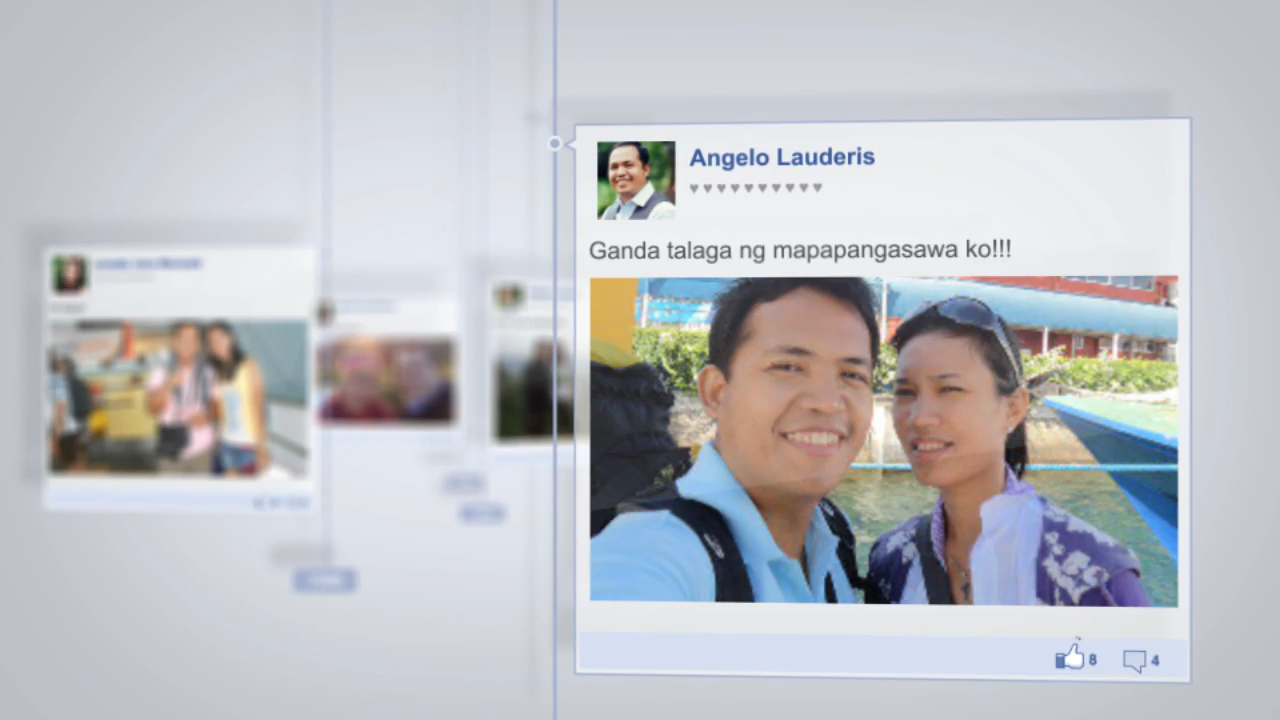 Angelo Lauderis
♥♥♥♥♥♥♥♥♥♥
Ganda talaga ng mapapangasawa ko!!!
8
4